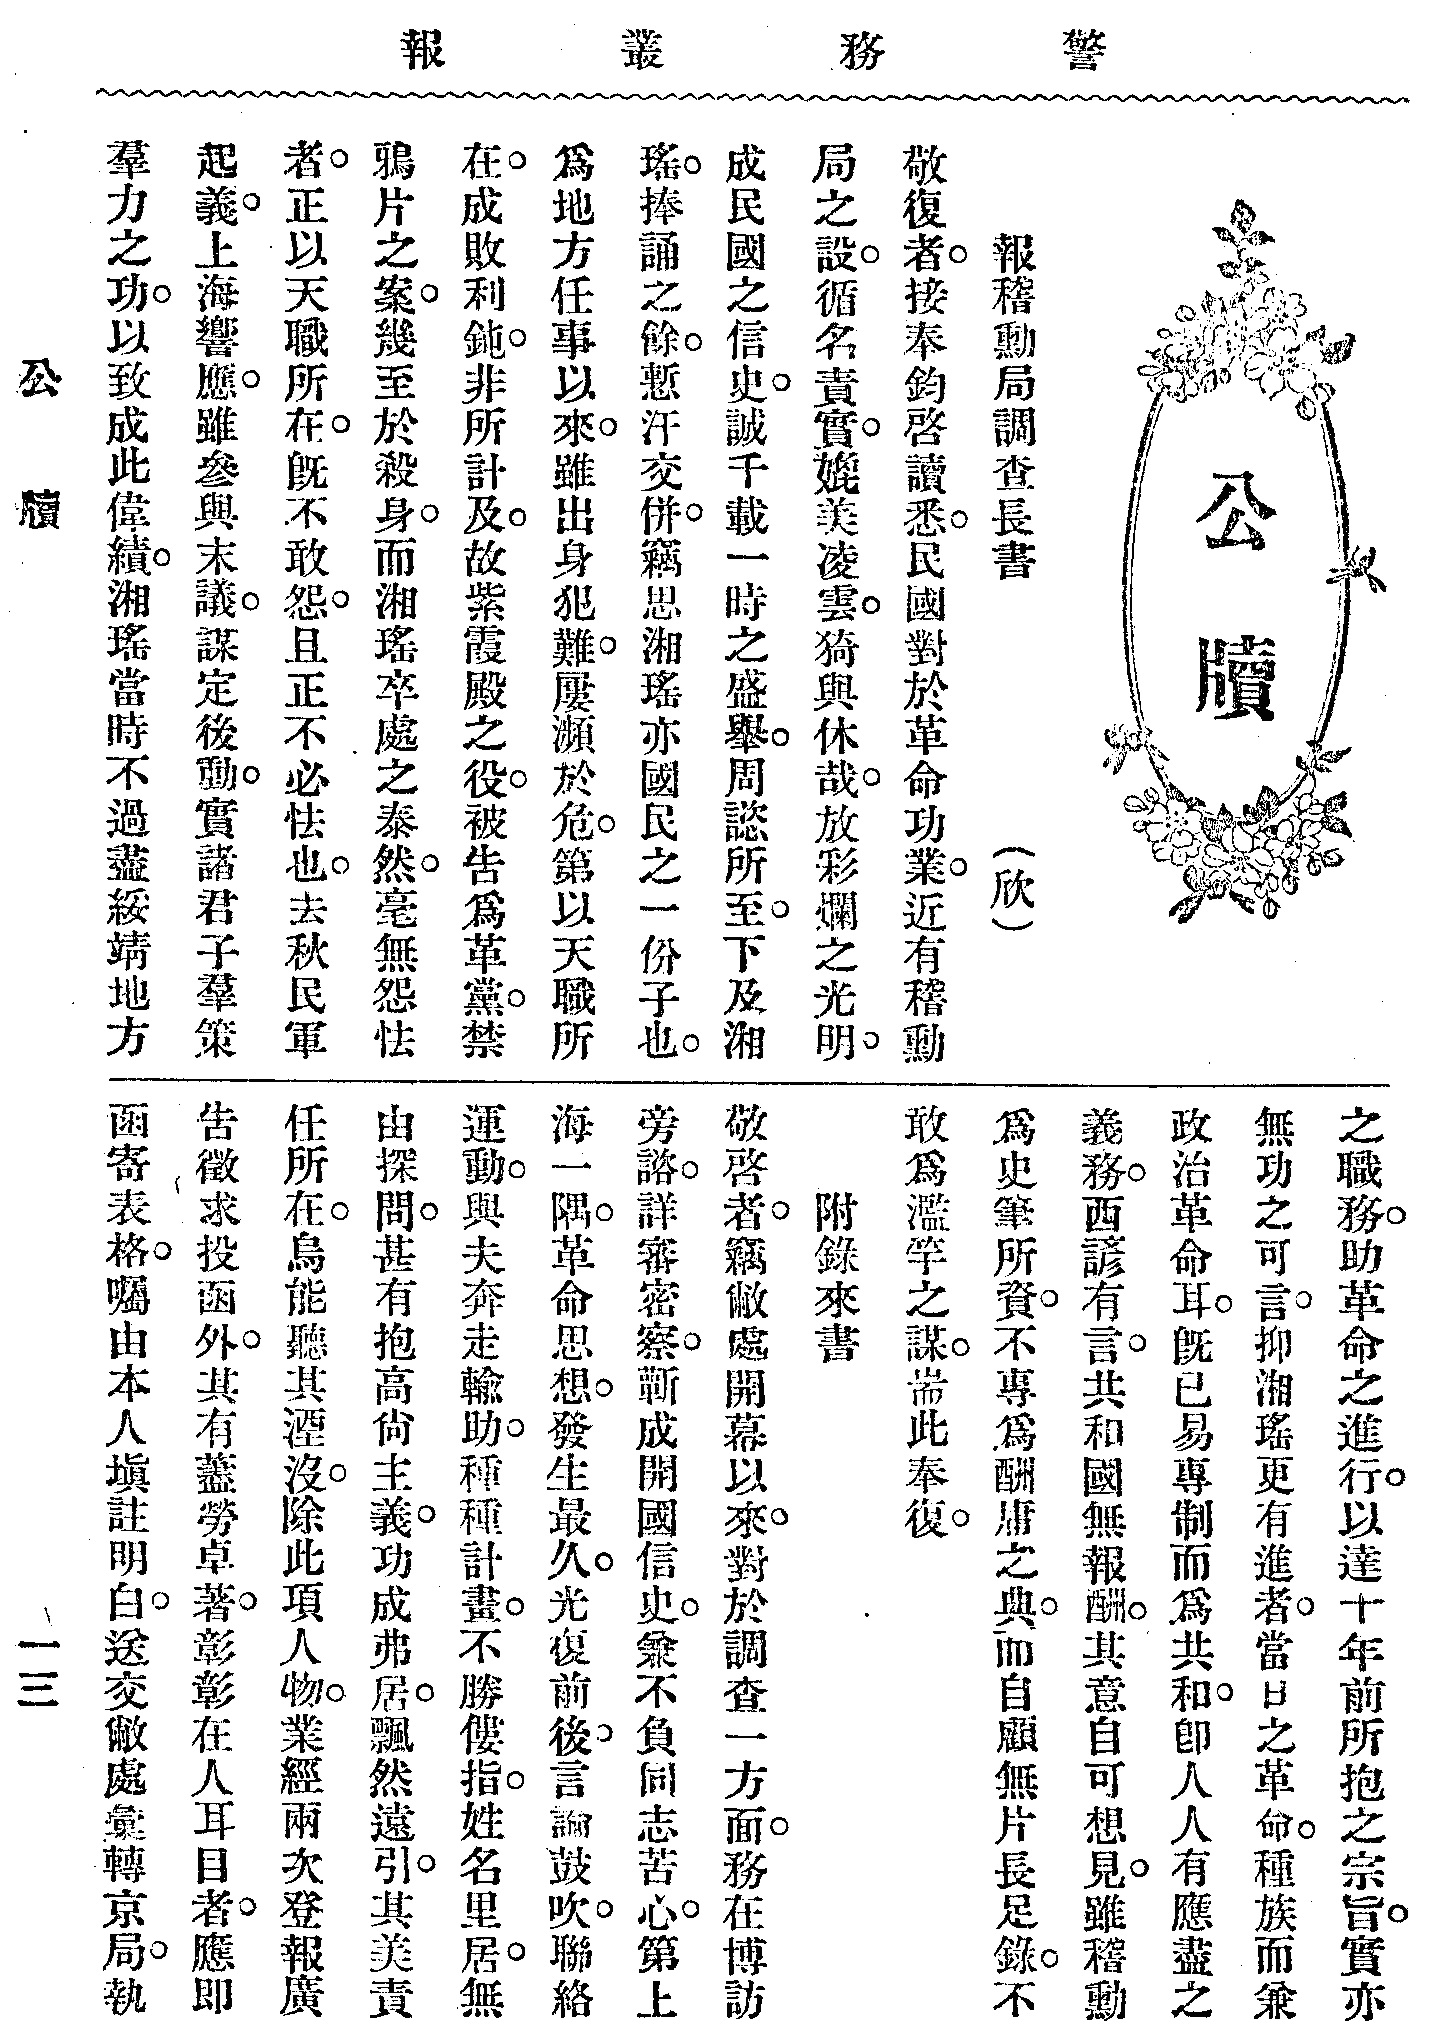 警務叢報
公牘
報稽勳局調查長書　（欣）
敬復者。接奉鈞啓讀悉。民國對於革命功業。近有稽勳
局之設。循名責實。媲美凌雲。猗與休哉。放彩爛之光明。
成民國之信史。誠千載一時之盛舉。周諮所至。下及湘
瑤。捧誦之餘。慙汗交併。竊思湘瑤亦國民之一份子也。
爲地方任事以來。雖出身犯難。屢瀕於危。第以天職所
在。成敗利鈍。非所計及。故紫霞殿之役。被告爲革黨。禁
鴉片之案。幾至於殺身。而湘瑤卒處之泰然。毫無怨怯
者。正以天職所在。旣不敢怨。且正不必怯也。去秋民軍
起義。上海響應。雖參與末議。謀定後動。實諸君子羣策
羣力之功。以致成此偉績。湘瑤當時不過盡綏靖地方
之職務。助革命之進行。以達十年前所抱之宗旨。實亦
無功之可言。抑湘瑤更有進者。當日之革命。種族而兼
政治革命耳。旣已易專制而爲共和。卽人人有應盡之
義務。西諺有言。共和國無報酬。其意自可想見。雖稽勳
爲史筆所資。不專爲酬庸之典。而自顧無片長足錄。不
敢爲濫竽之謀。耑此奉復。
附錄來書
敬啓者。竊敝處開幕以來。對於調查一方面。務在博訪
旁諮。詳審密察。蘄成開國信史。兼不負同志苦心。第上
海一隅。革命思想。發生最久。光復前後。言論鼓吹。聯絡
運動。與夫奔走輸助。種種計畫。不勝僂指。姓名里居。無
由探問。甚有抱高尙主義。功成弗居。飄然遠引。其美責
任所在。烏能聽其湮沒。除此項人物。業經兩次登報廣
告徵求投函外。其有藎勞卓著。彰彰在人耳目者。應即
函寄表格。囑由本人塡註明白。送交敝處彙轉京局。執
公牘
一三